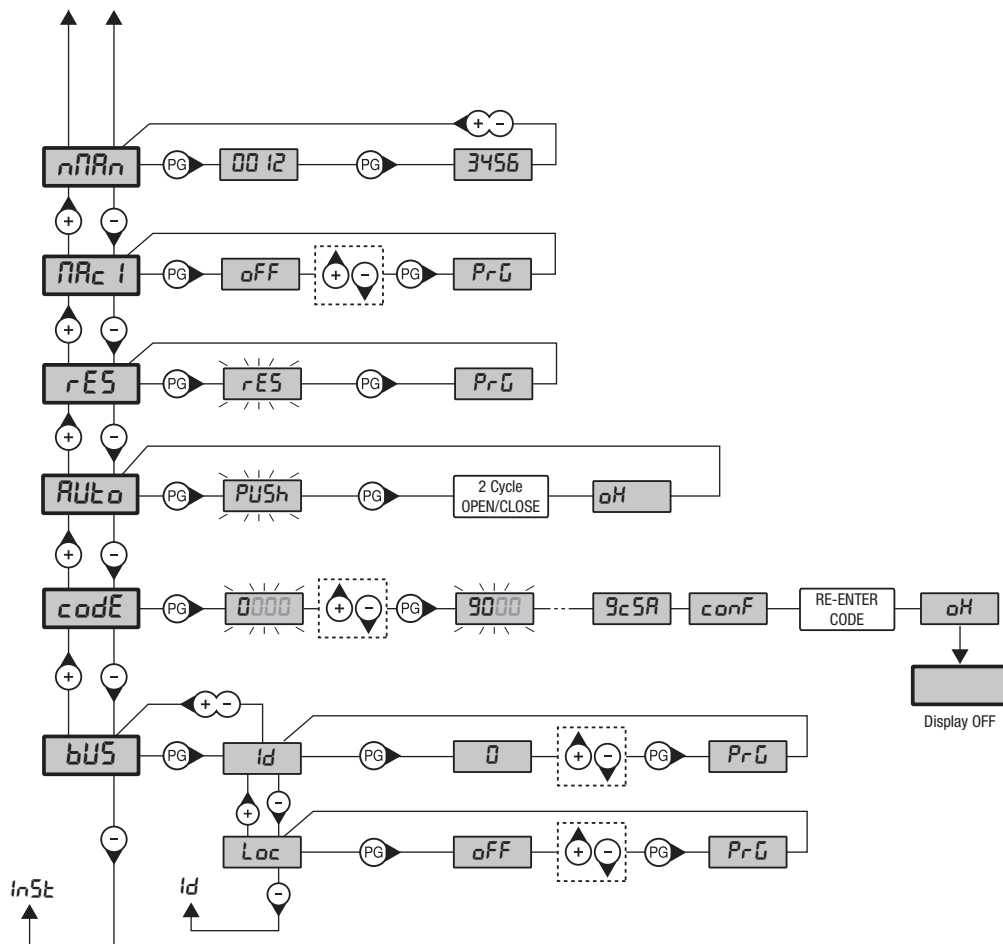 + -
nMAn PG 0012 PG 3456
+ -
MAc 1 PG oFF + - PG PrG
+ -
rES PG rES PG PrG
+ -
AUto PG PUSh PG 2 Cycle OPEN/CLOSE oH
+ -
codE PG 0000 + - PG 9000 9c5A conF RE-ENTER CODE oH
+ -
Display OFF
+ -
bUS PG Id PG 0 + - PG PrG
+ -
-
Loc PG oFF + - PG PrG
InSt
Id
-